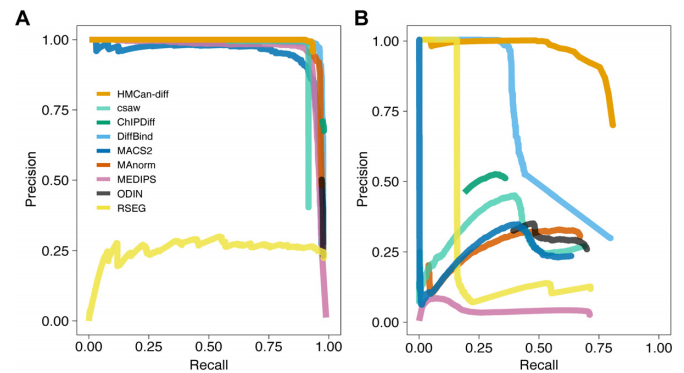 A
1.00
0.75
0.50
0.25
0.00
Precision
HMCan-diff
csaw
ChIPDiff
DiffBind
MACS2
MAnorm
MEDIPS
ODIN
RSEG
0.00 0.25 0.50 0.75 1.00
Recall
B
1.00
0.75
0.50
0.25
0.00
Precision
0.00 0.25 0.50 0.75 1.00
Recall